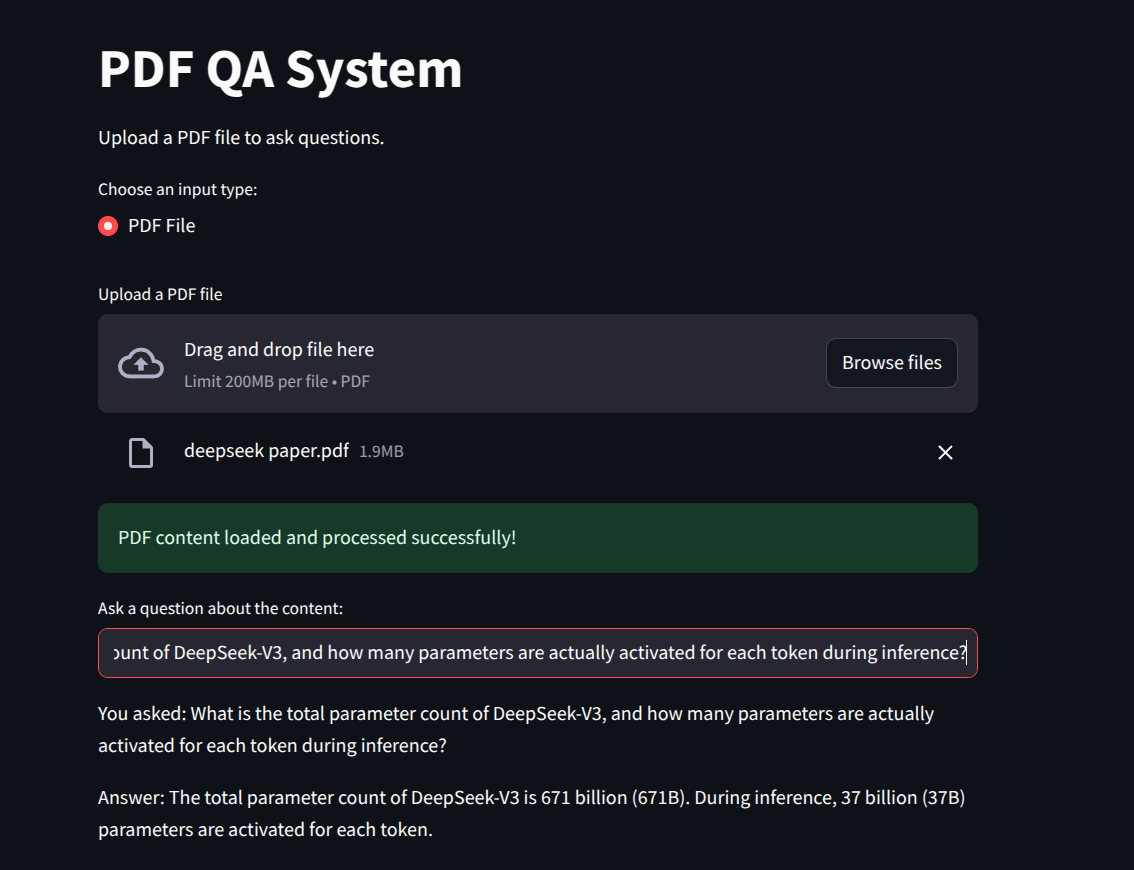 PDF QA System
Upload a PDF file to ask questions.
Choose an input type:
PDF File
Upload a PDF file
Drag and drop file here
Limit 200MB per file • PDF
Browse files
deepseek paper.pdf 1.9MB
PDF content loaded and processed successfully!
Ask a question about the content:
of DeepSeek-V3, and how many parameters are actually activated for each token during inference?
You asked: What is the total parameter count of DeepSeek-V3, and how many parameters are actually
activated for each token during inference?
Answer: The total parameter count of DeepSeek-V3 is 671 billion (671B). During inference, 37 billion (37B)
parameters are activated for each token.